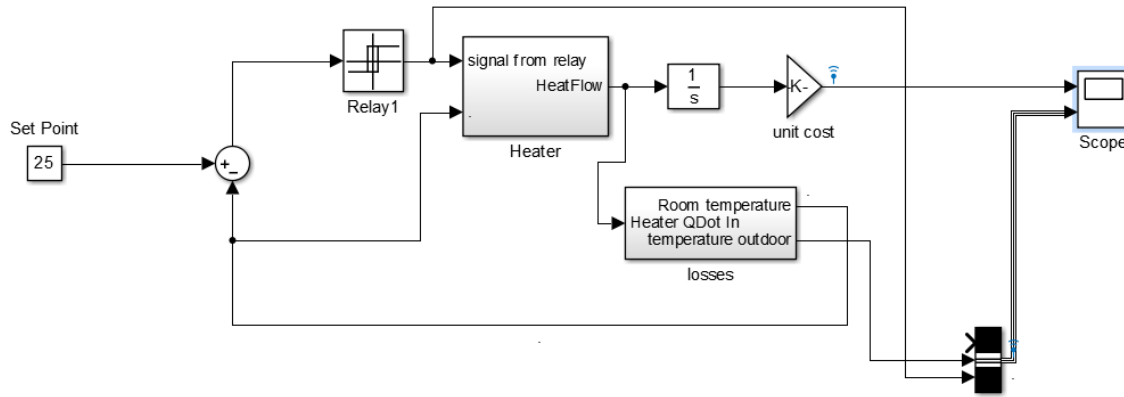 signal from relay
HeatFlow
.
Relay1
Heater
1
s
-K-
unit cost
Scope
Set Point
25
+
−
Room temperature
Heater QDot In
temperature outdoor
losses